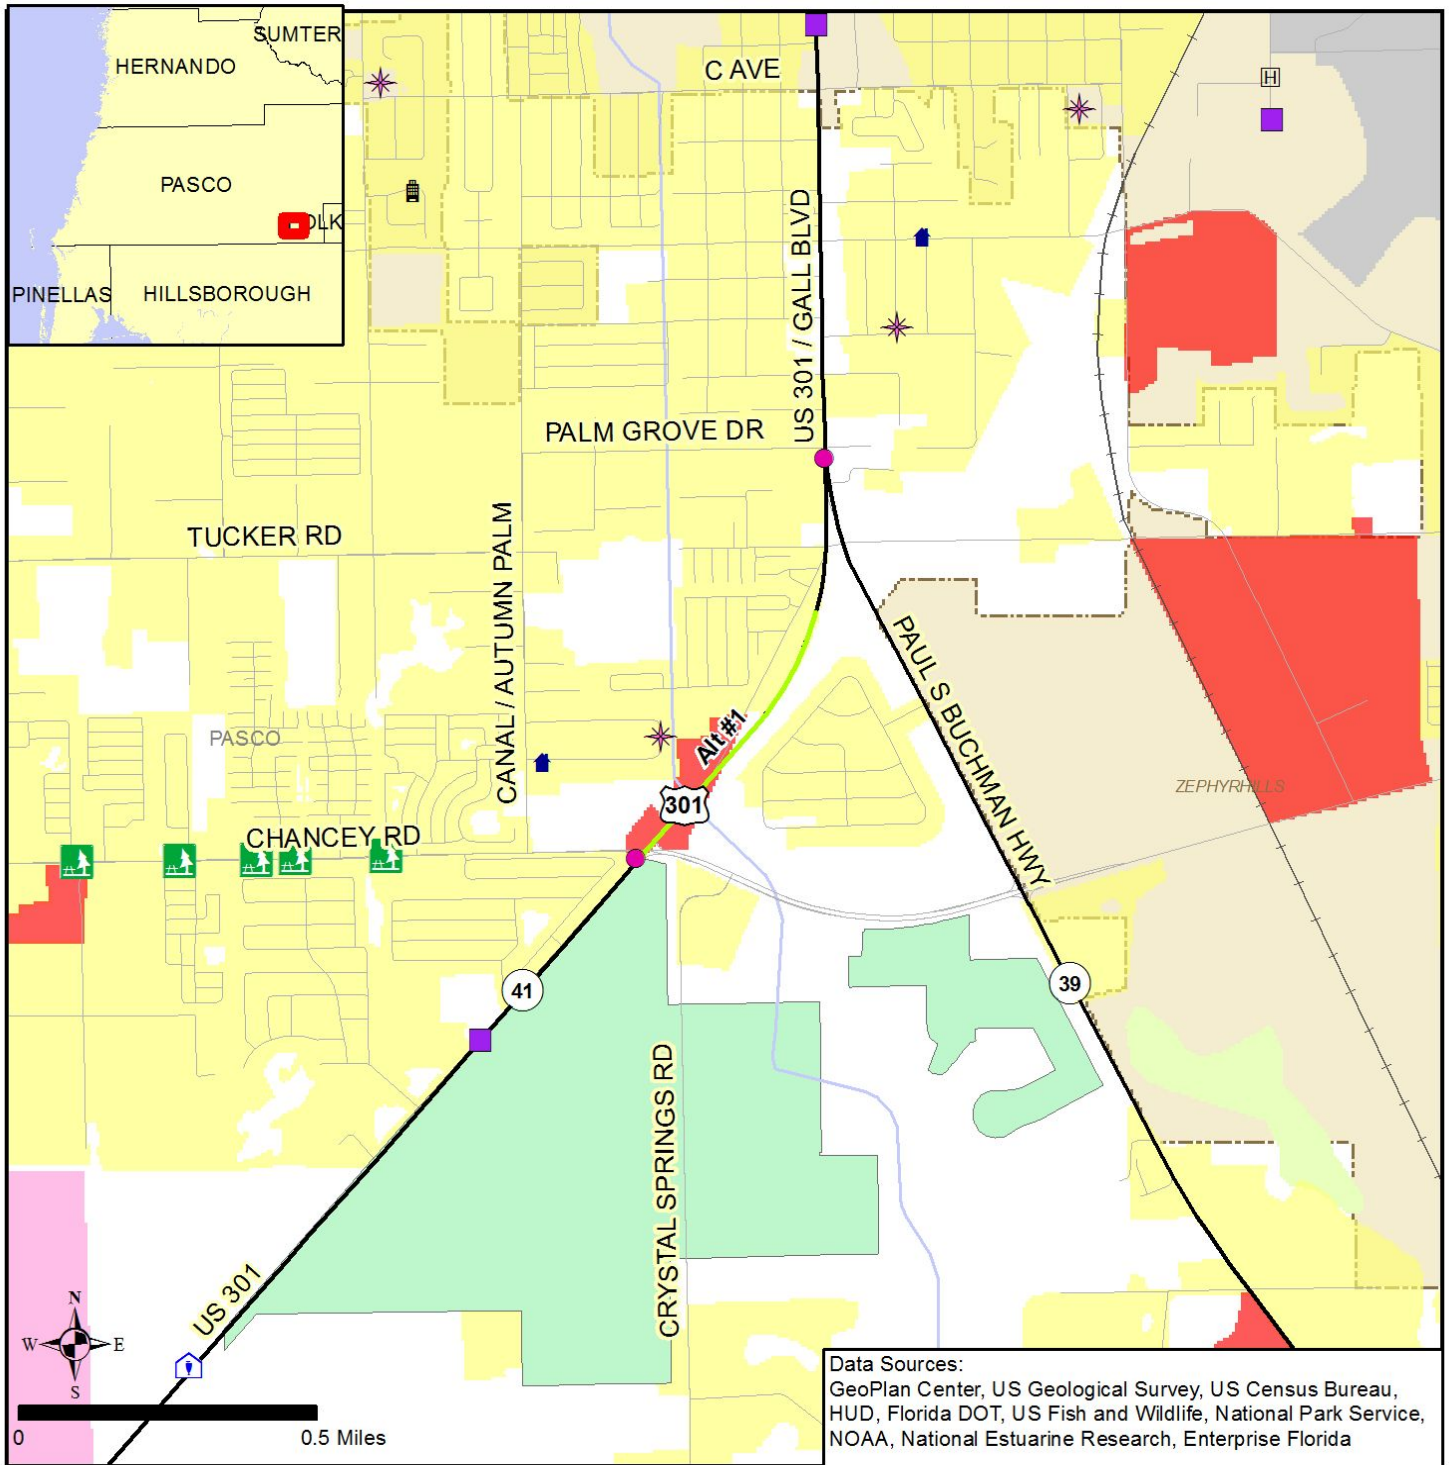 SUMTER
HERNANDO
PASCO
OLK
PINELLAS
HILLSBOROUGH
C AVE
H
US 301 / GALL BLVD
PALM GROVE DR
TUCKER RD
CANAL / AUTUMN PALM
PASCO
PAUL S BUCHMAN HWY
Alt #1
ZEPHYRHILLS
301
CHANCEY RD
41
39
CRYSTAL SPRINGS RD
US 301
N
W E
S
0 0.5 Miles
Data Sources:
GeoPlan Center, US Geological Survey, US Census Bureau,
HUD, Florida DOT, US Fish and Wildlife, National Park Service,
NOAA, National Estuarine Research, Enterprise Florida